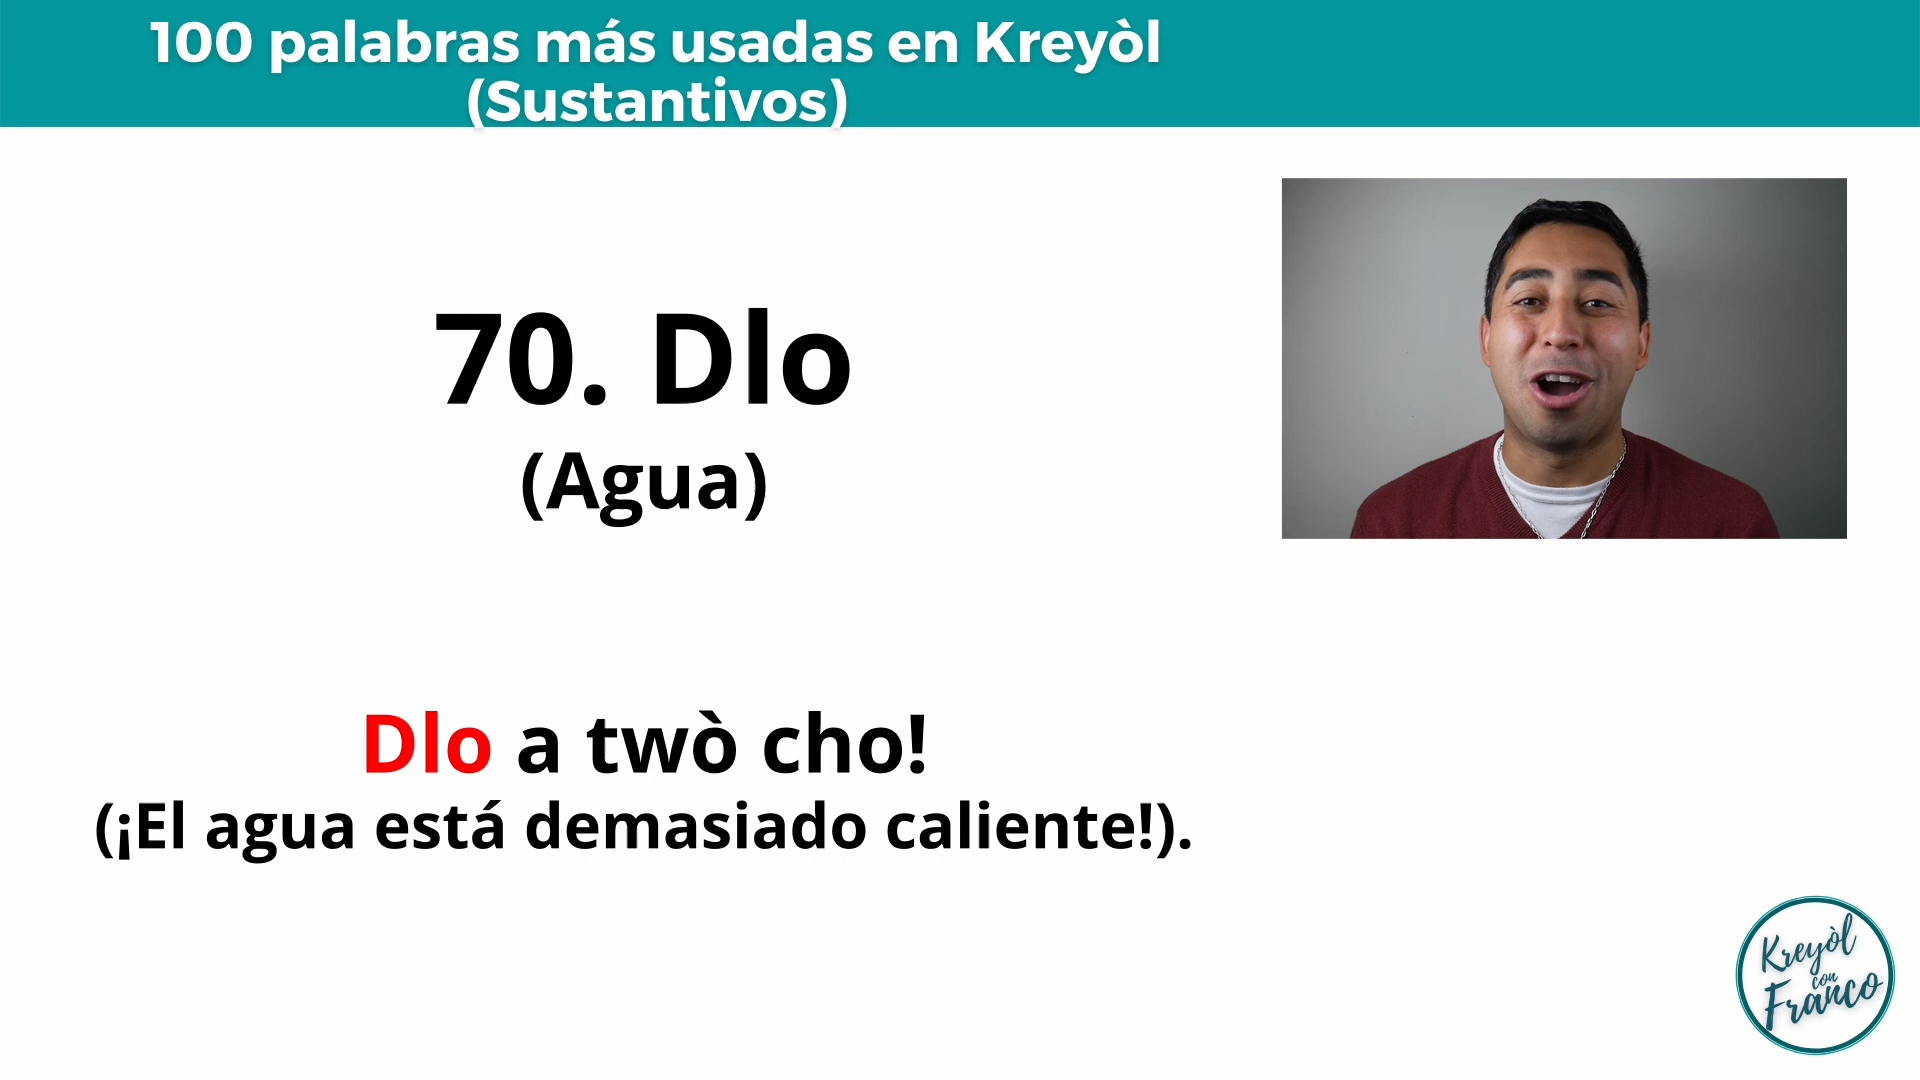 100 palabras más usadas en Kreyòl
(Sustantivos)
70. Dlo
(Agua)
Dlo a twò cho!
(¡El agua está demasiado caliente!).
Kreyòl
con
Franco